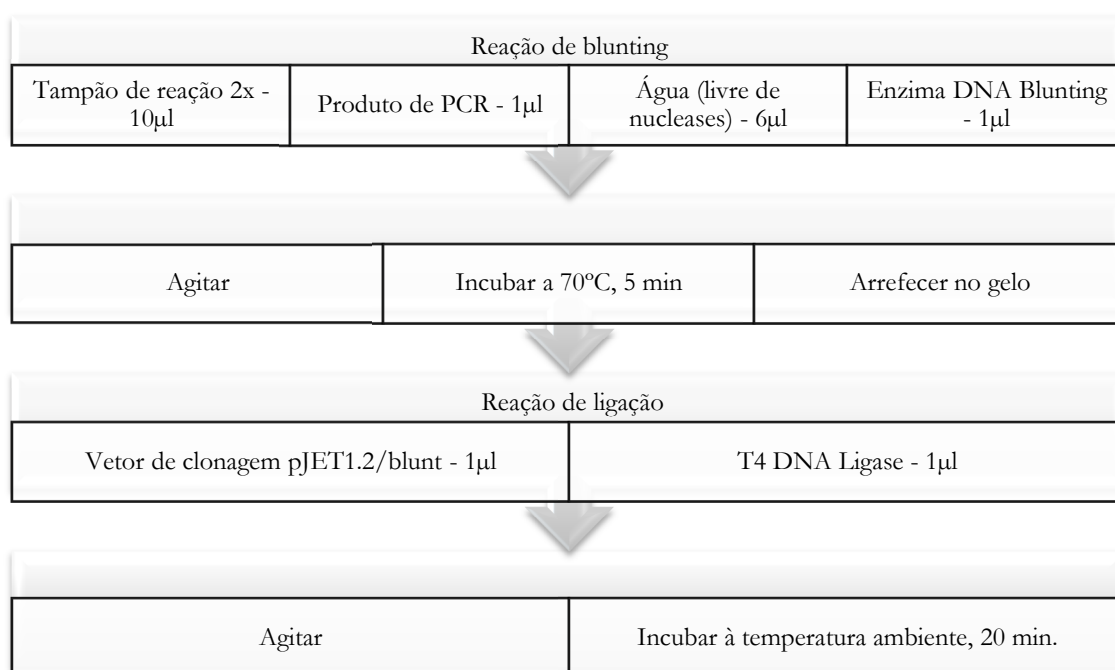 Reação de blunting
Tampão de reação 2x -
10µl
Produto de PCR - 1µl
Água (livre de
nucleases) - 6µl
Enzima DNA Blunting
- 1µl
Agitar
Incubar a 70ºC, 5 min
Arrefecer no gelo
Reação de ligação
Vetor de clonagem pJET1.2/blunt - 1µl
T4 DNA Ligase - 1µl
Agitar
Incubar à temperatura ambiente, 20 min.